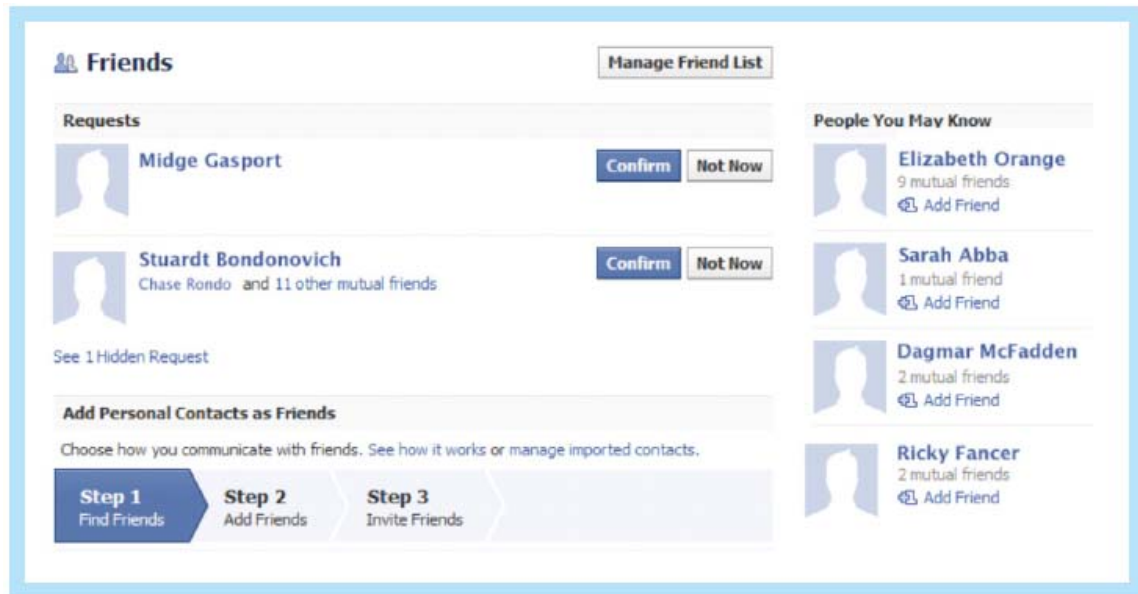 Friends
Manage Friend List
Requests
Midge Gasport
Confirm
Not Now
Stuardt Bondonovich
Chase Rondo and 11 other mutual friends
Confirm
Not Now
See 1 Hidden Request
Add Personal Contacts as Friends
Choose how you communicate with friends. See how it works or manage imported contacts.
Step 1
Find Friends
Step 2
Add Friends
Step 3
Invite Friends
People You May Know
Elizabeth Orange
9 mutual friends
Add Friend
Sarah Abba
1 mutual friend
Add Friend
Dagmar McFadden
2 mutual friends
Add Friend
Ricky Fancer
2 mutual friends
Add Friend